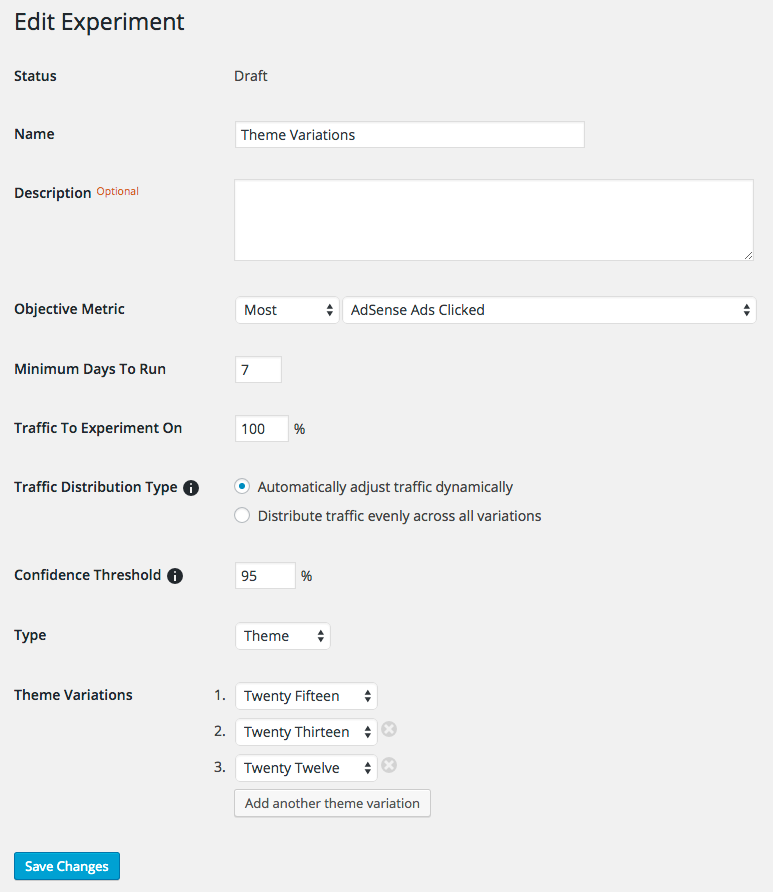 Edit Experiment
Status Draft
Name Theme Variations
Description Optional
Objective Metric Most AdSense Ads Clicked
Minimum Days To Run 7
Traffic To Experiment On 100 %
Traffic Distribution Type i Automatically adjust traffic dynamically
Distribute traffic evenly across all variations
Confidence Threshold i 95 %
Type Theme
Theme Variations 1. Twenty Fifteen
2. Twenty Thirteen
3. Twenty Twelve
Add another theme variation
Save Changes